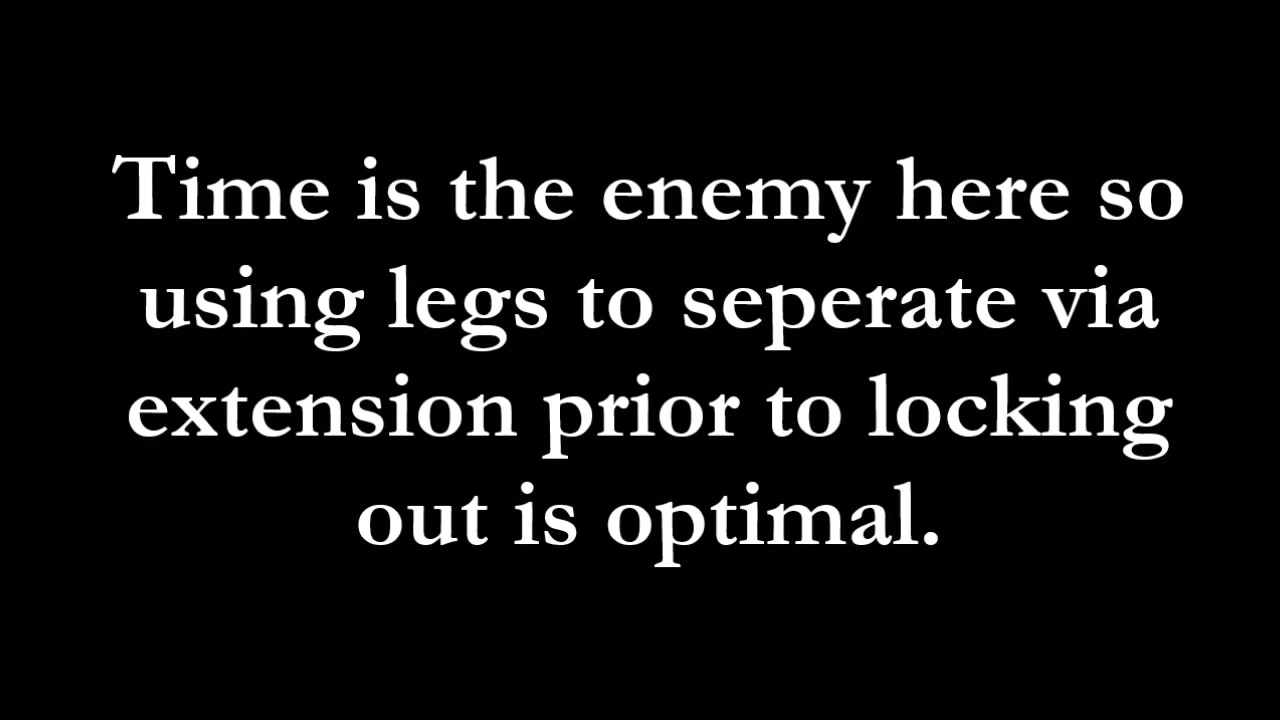 Time is the enemy here so
using legs to seperate via
extension prior to locking
out is optimal.